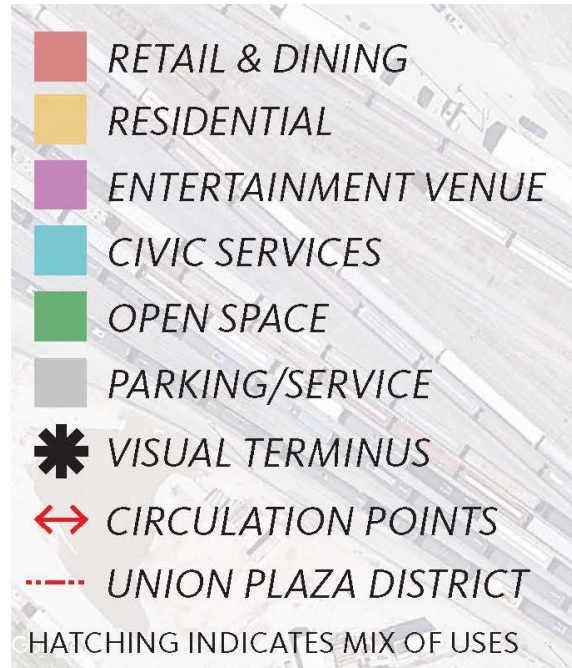 RETAIL & DINING
RESIDENTIAL
ENTERTAINMENT VENUE
CIVIC SERVICES
OPEN SPACE
PARKING/SERVICE
VISUAL TERMINUS
CIRCULATION POINTS
UNION PLAZA DISTRICT
HATCHING INDICATES MIX OF USES